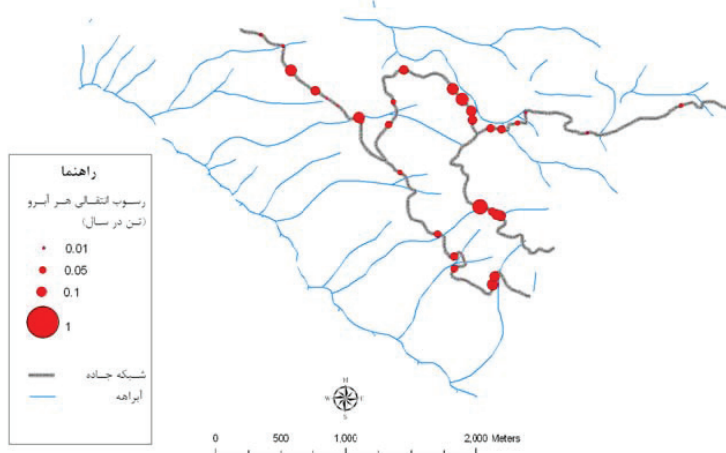 راهنما
رسوب انتقالی هر آبرو
(تن در سال)
0.01
0.05
0.1
1
شبکه جاده
آبراهه
N
W E
S
0 500 1,000 2,000 Meters